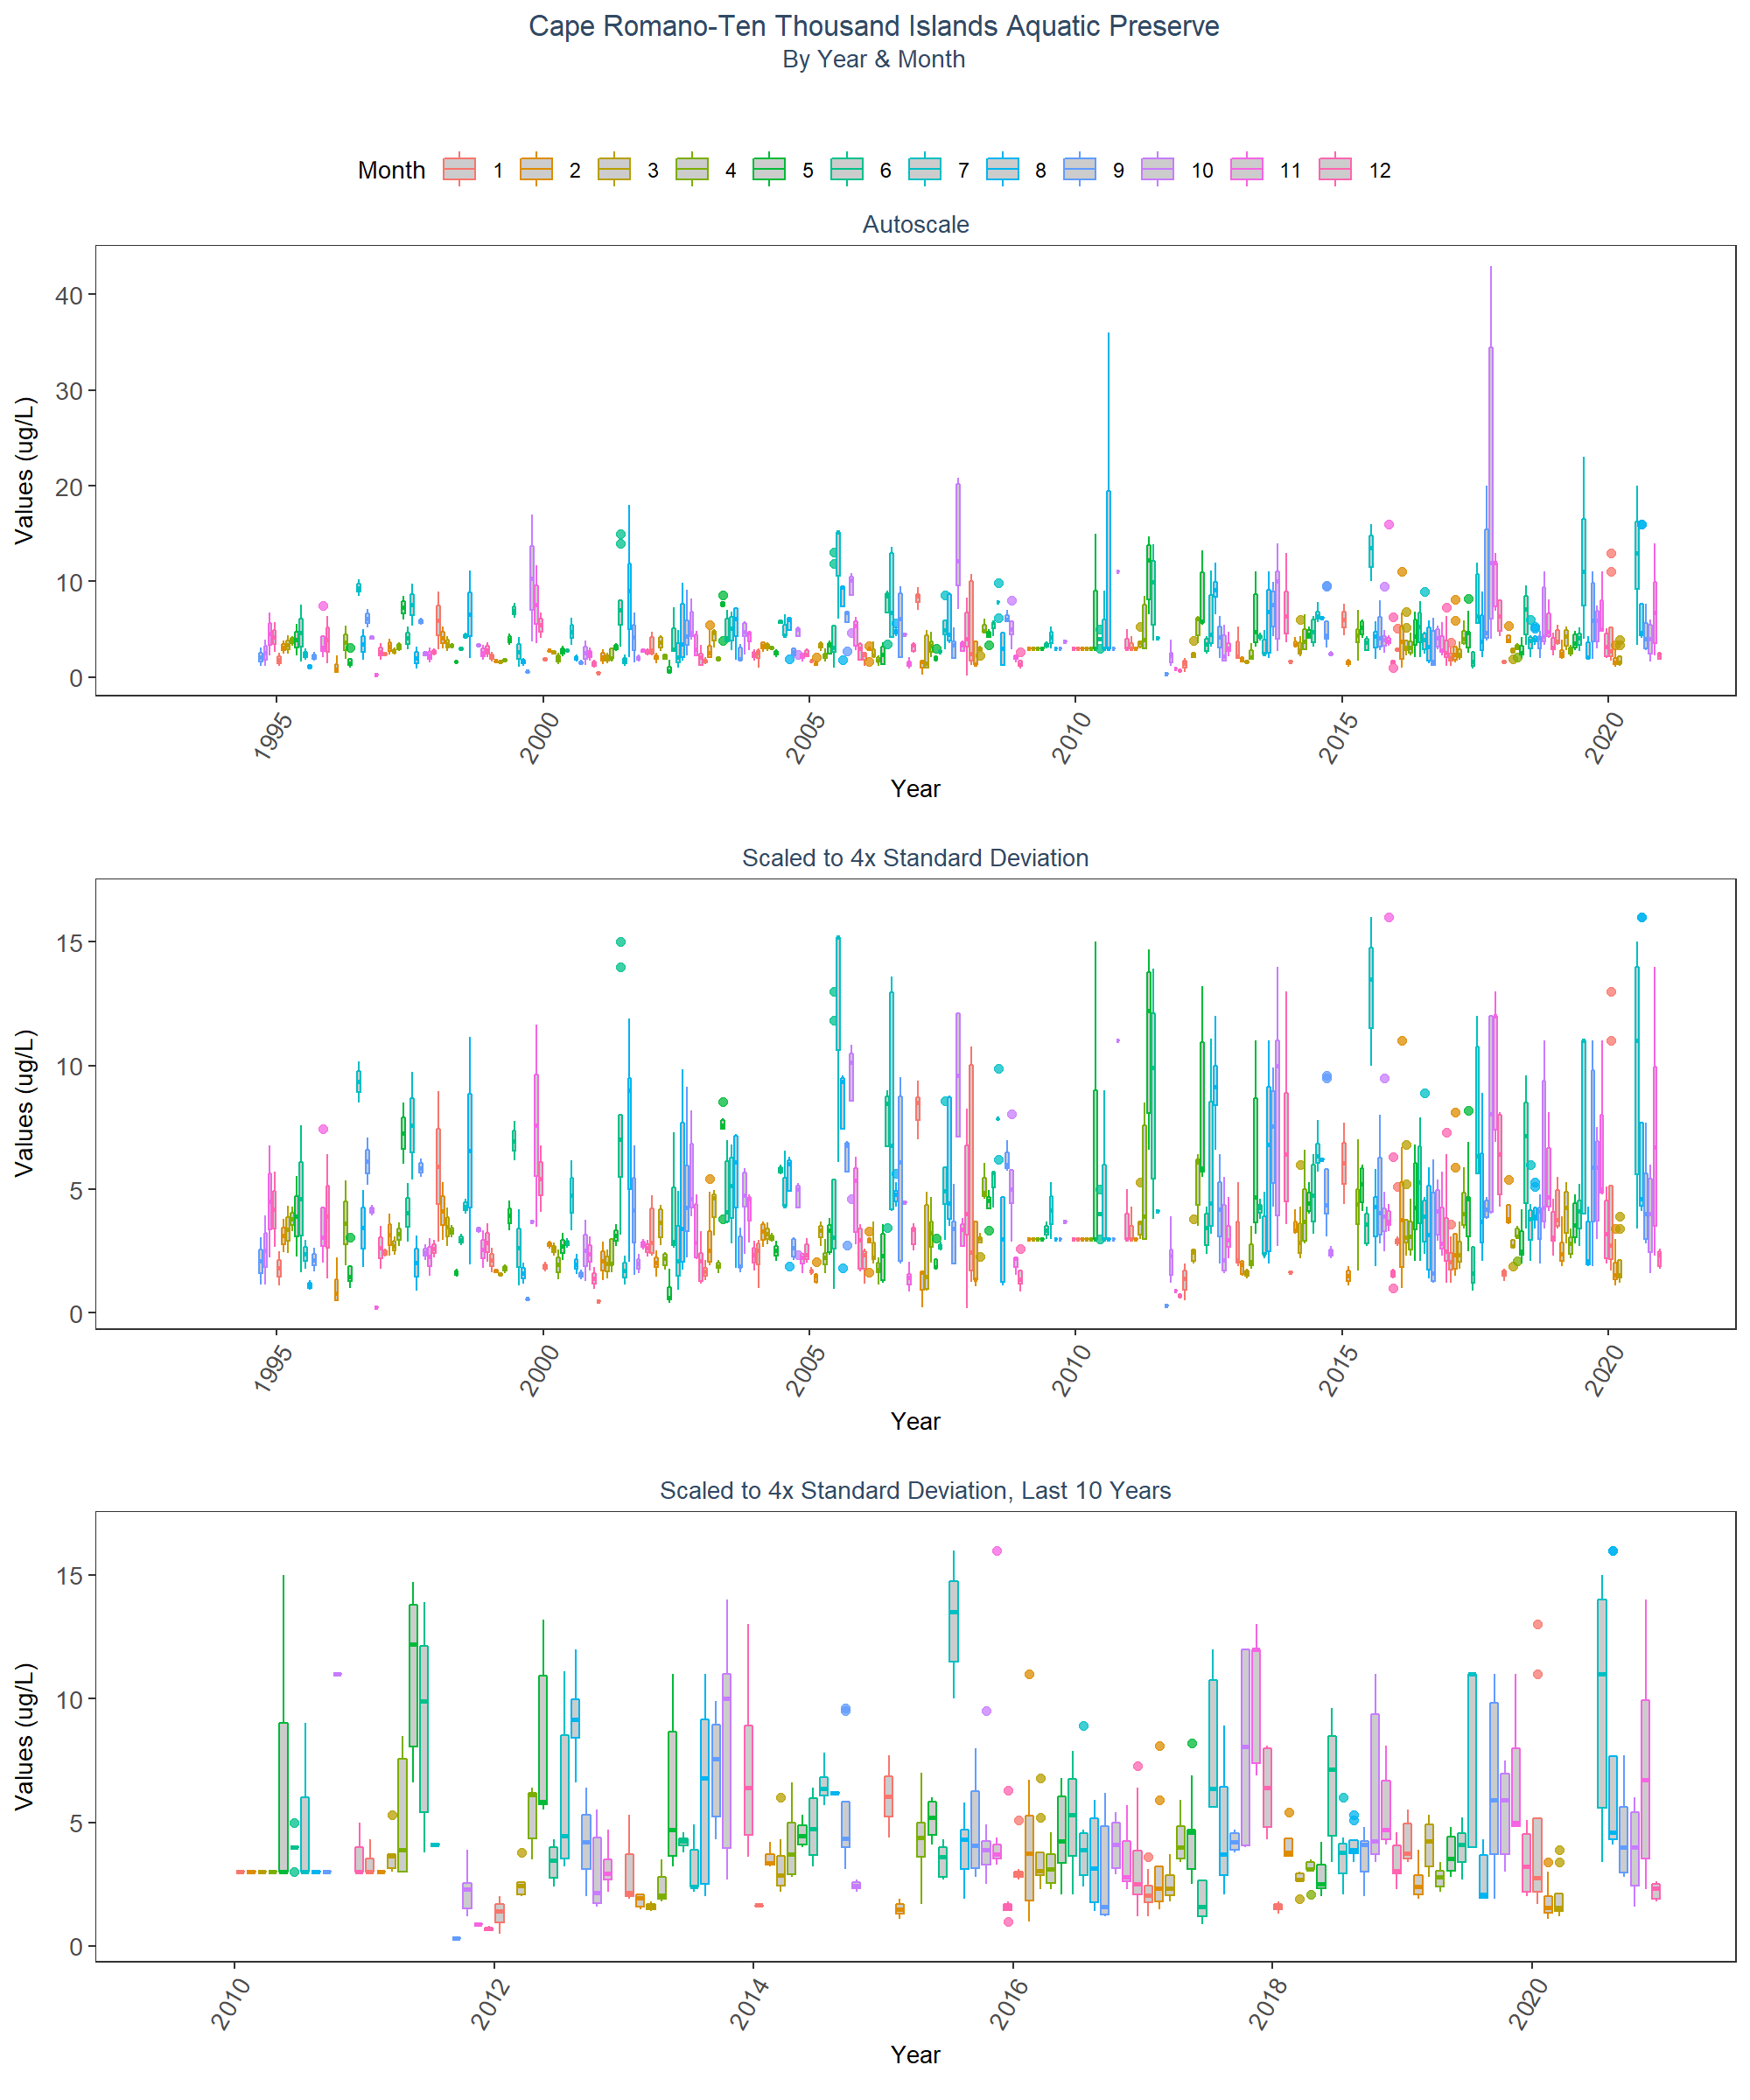 Cape Romano-Ten Thousand Islands Aquatic Preserve
By Year & Month
Month 1 2 3 4 5 6 7 8 9 10 11 12
Autoscale
Values (ug/L)
40
30
20
10
0
1995 2000 2005 2010 2015 2020
Year
Scaled to 4x Standard Deviation
Values (ug/L)
15
10
5
0
1995 2000 2005 2010 2015 2020
Year
Scaled to 4x Standard Deviation, Last 10 Years
Values (ug/L)
15
10
5
0
2010 2012 2014 2016 2018 2020
Year